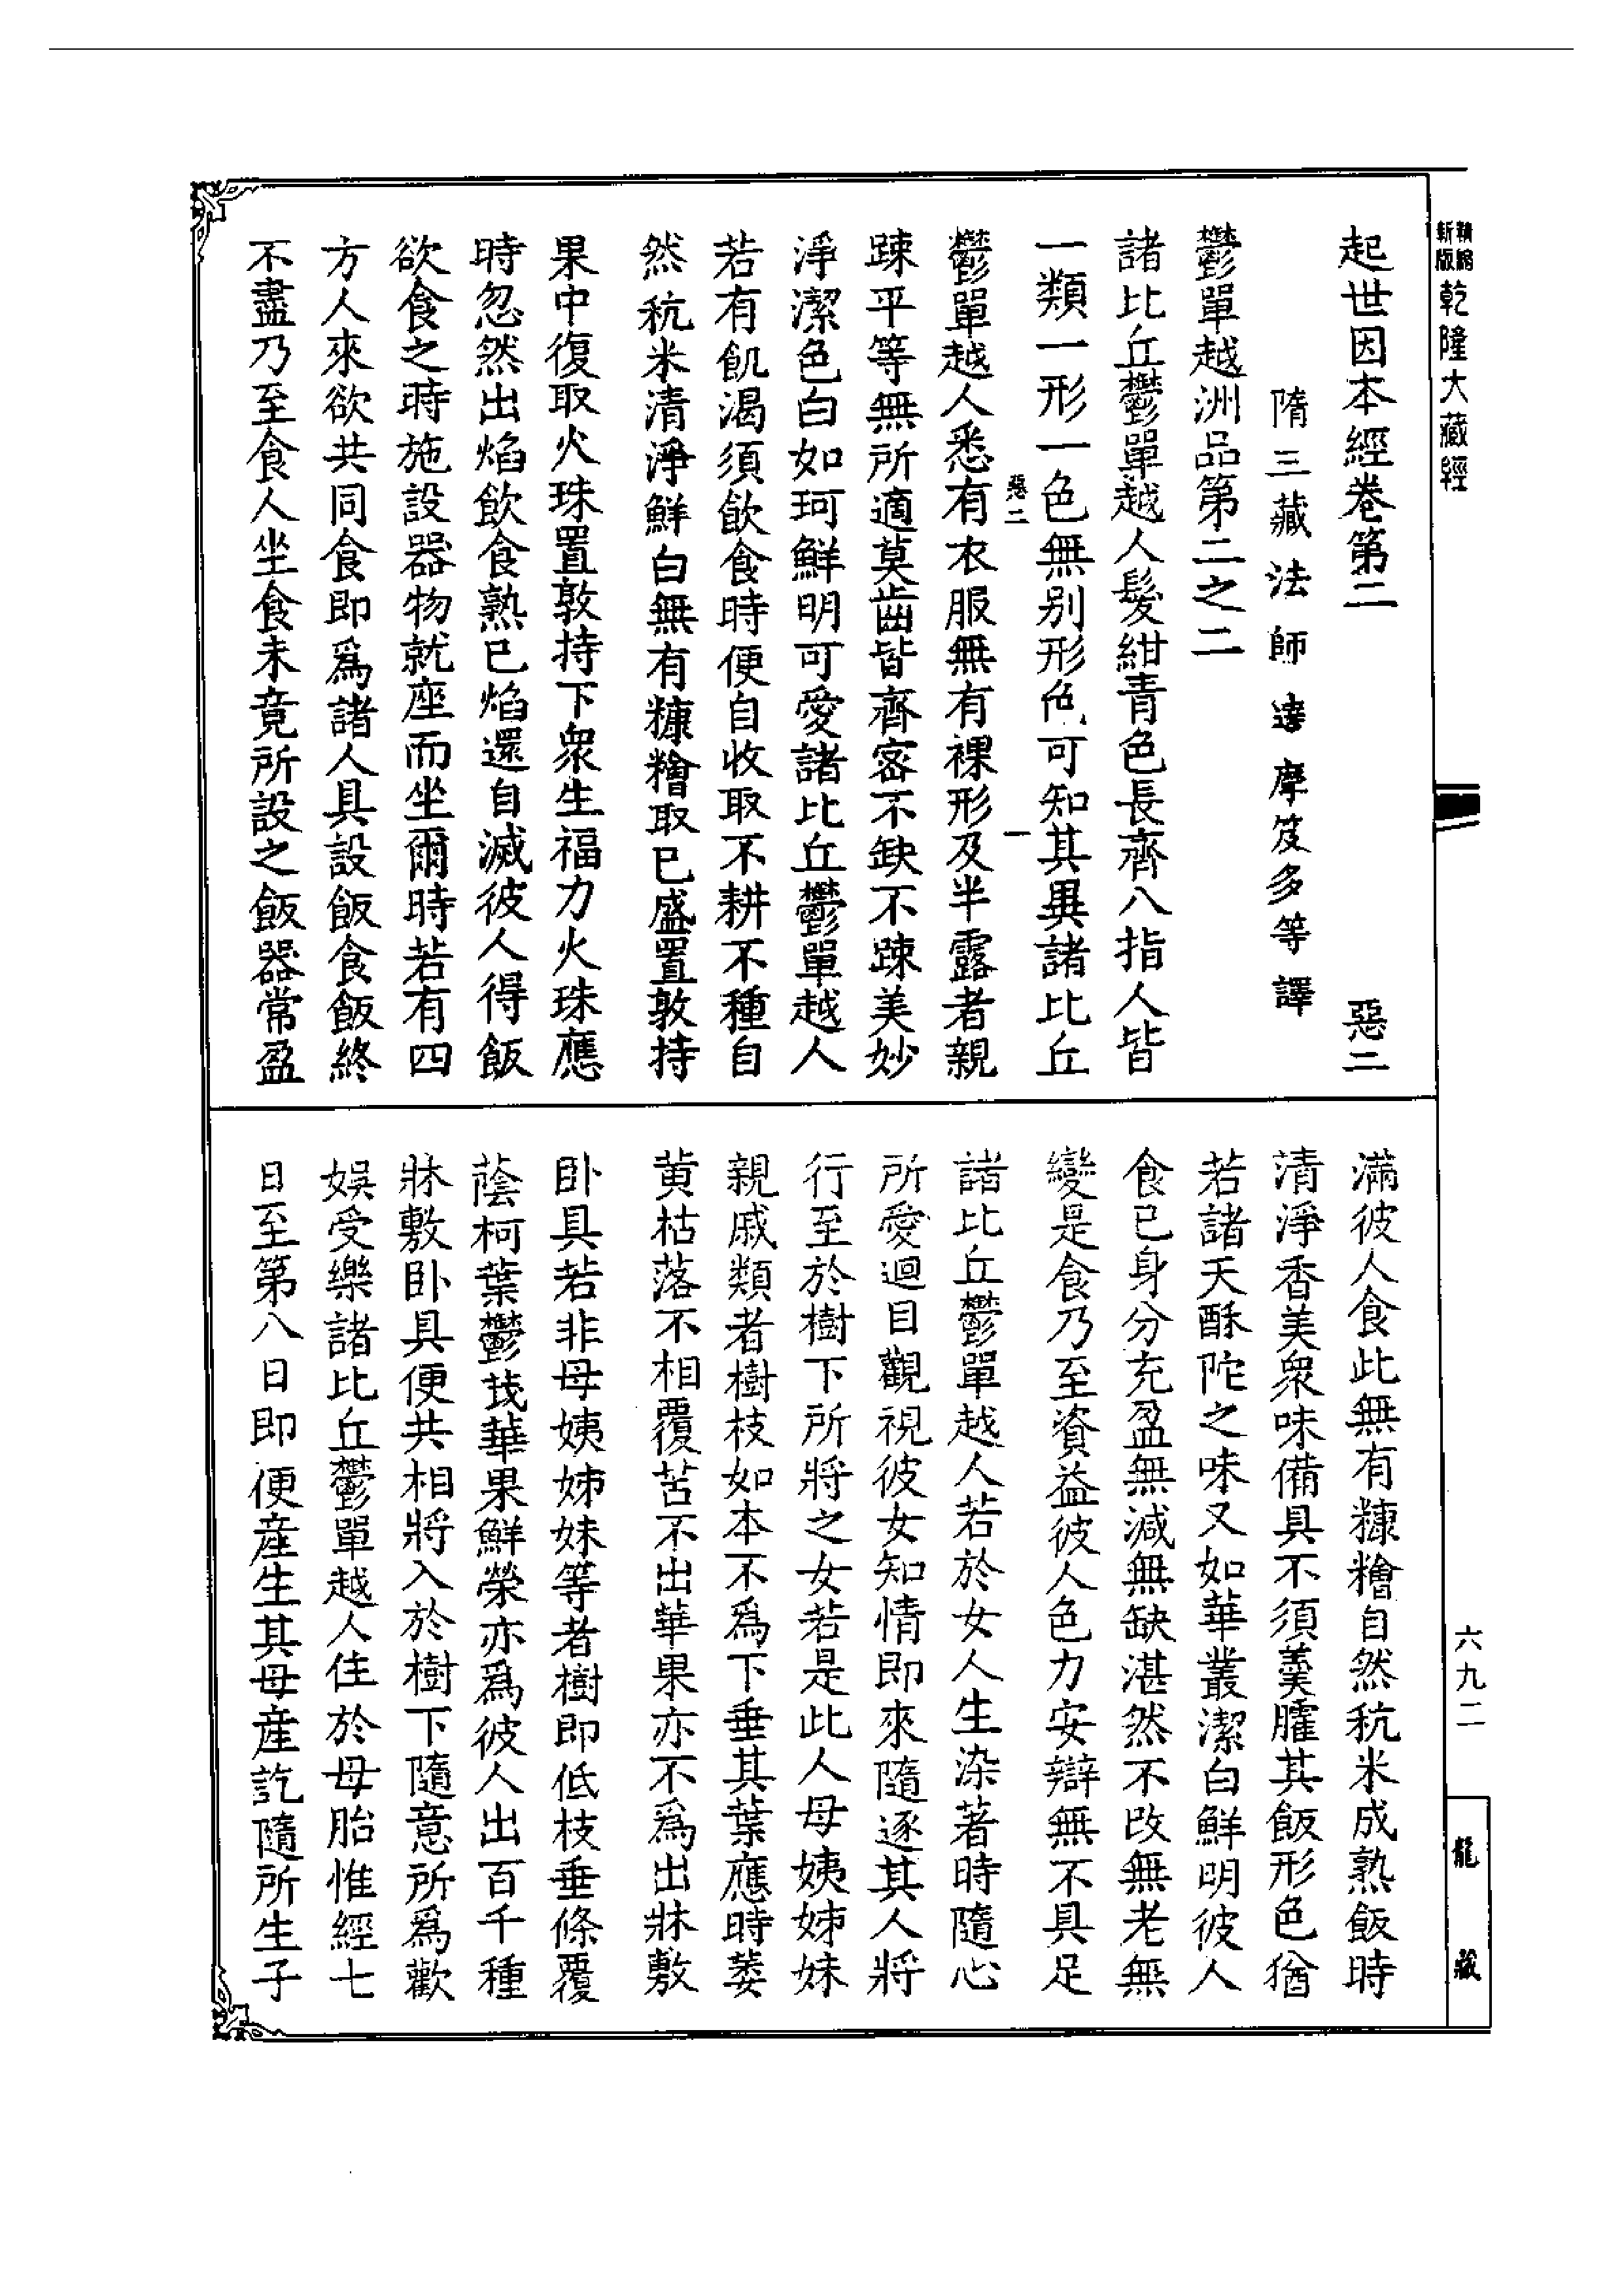 新版
精縮
乾隆大藏經
起世因本經卷第二 惡二
隋三藏法師達摩笈多等譯
鬱單越洲品第二之二
諸比丘鬱單越人髮紺青色長齊八指人皆
一類一形一色無別形色可知其異諸比丘
惡二 一
鬱單越人悉有衣服無有裸形及半露者親
踈平等無所適莫齒皆齊密不缺不踈美妙
淨潔色白如珂鮮明可愛諸比丘鬱單越人
若有飢渴須飲食時便自收取不耕不種自
然秔米清淨鮮白無有糠糩取已盛置敦持
果中復取火珠置敦持下衆生福力火珠應
時忽然出焰飲食熟已焰還自滅彼人得飯
欲食之時施設器物就座而坐爾時若有四
方人來欲共同食即爲諸人具設飯食飯終
不盡乃至食人坐食未竟所設之飯器常盈
滿彼人食此無有糠糩自然秔米成熟飯時
清淨香美衆味備具不須羹臛其飯形色猶
若諸天酥陀之味又如華叢潔白鮮明彼人
食已身分充盈無減無缺湛然不改無老無
變是食乃至資益彼人色力安辯無不具足
諸比丘鬱單越人若於女人生染著時隨心
所愛迴目觀視彼女知情即來隨逐其人將
行至於樹下所將之女若是此人母姨姊妹
親戚類者樹枝如本不爲下垂其葉應時萎
黃枯落不相覆苫不出華果亦不爲出牀敷
卧具若非母姨姊妹等者樹即低枝垂條覆
蔭柯葉鬱茂華果鮮榮亦爲彼人出百千種
牀敷卧具便共相將入於樹下隨意所爲歡
娛受樂諸比丘鬱單越人住於母胎惟經七
日至第八日即便產生其母產訖隨所生子
六九二
龍藏